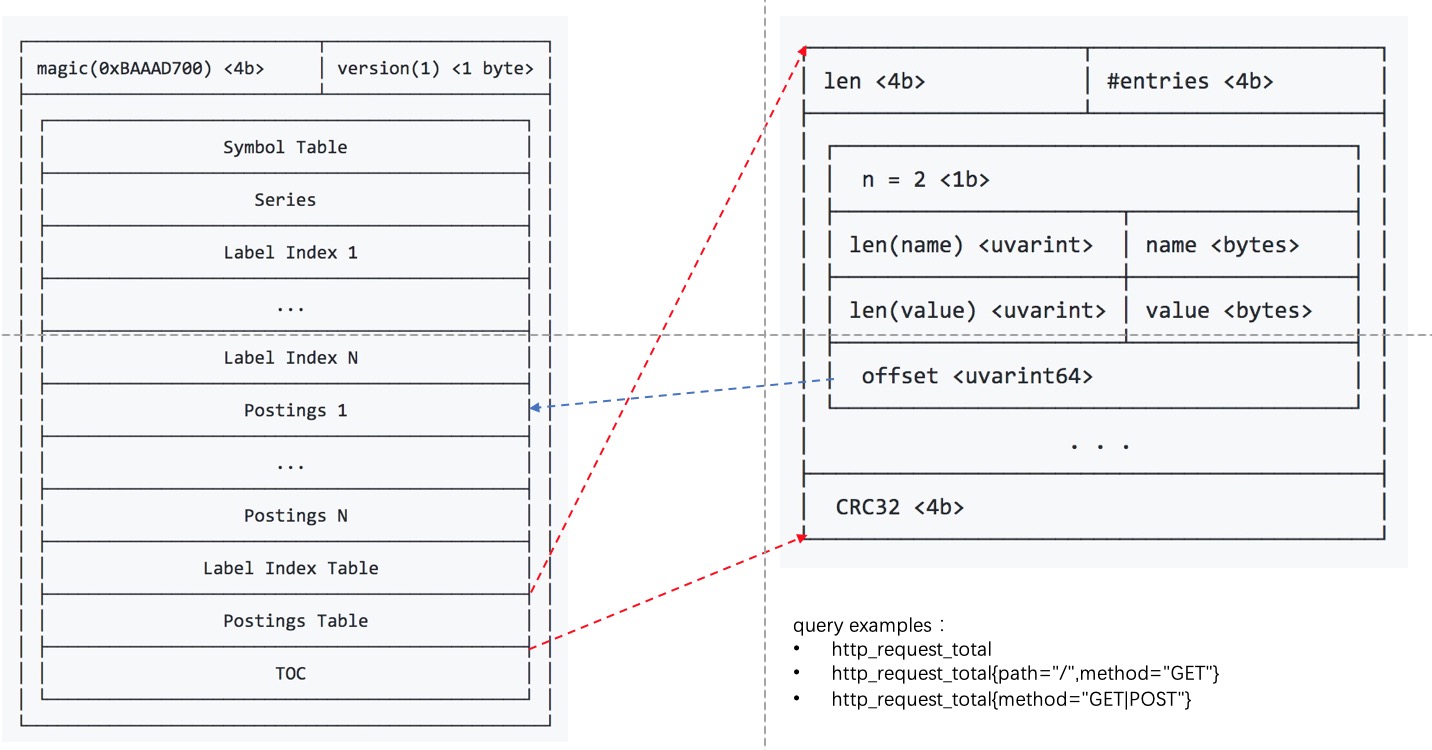 magic(0xBAAAD700) <4b>
version(1) <1 byte>
Symbol Table
Series
Label Index 1
...
Label Index N
Postings 1
...
Postings N
Label Index Table
Postings Table
TOC
len <4b>
#entries <4b>
n = 2 <1b>
len(name) <uvarint>
name <bytes>
len(value) <uvarint>
value <bytes>
offset <uvarint64>
. . .
CRC32 <4b>
query examples：
• http_request_total
• http_request_total{path="/",method="GET"}
• http_request_total{method="GET|POST"}